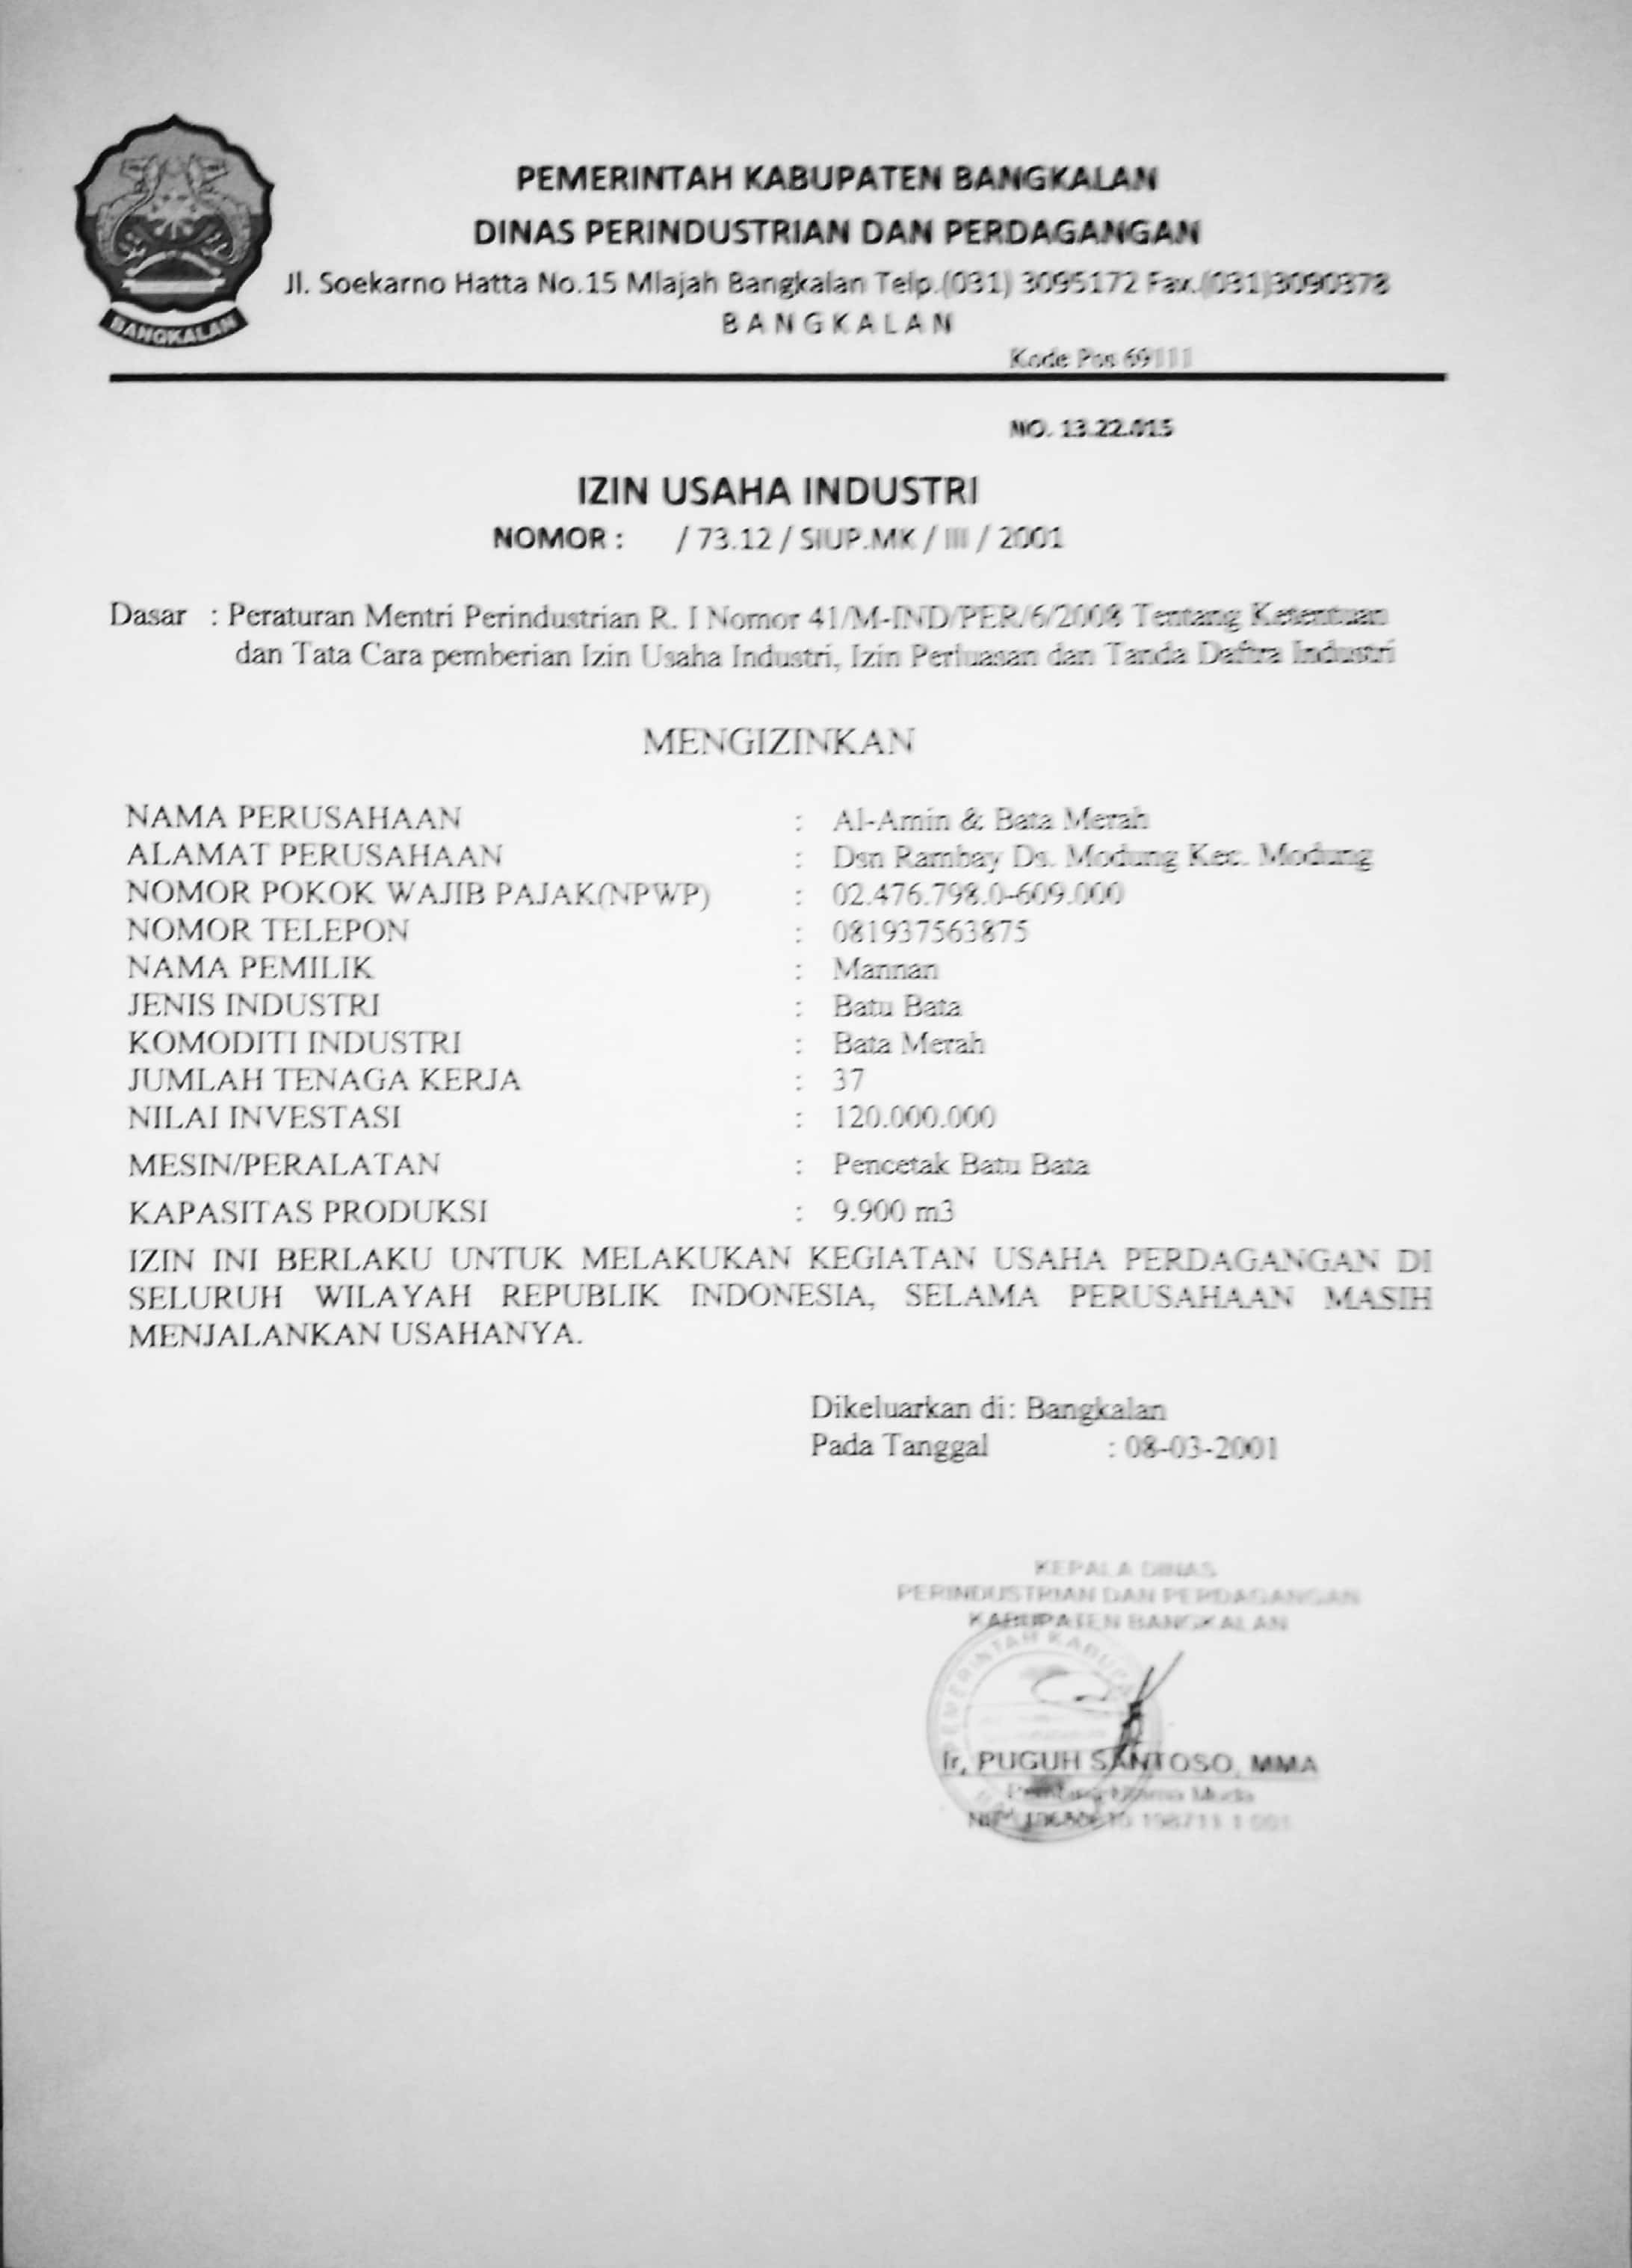 PEMERINTAH KABUPATEN BANGKALAN
DINAS PERINDUSTRIAN DAN PERDAGANGAN
Jl. Soekarno Hatta No.15 Mlajah Bangkalan Telp.(031) 3095172 Fax.(031)3090378
BANGKALAN
BANGKALAN
Kode Pos 69111
NO. 13.22.015
IZIN USAHA INDUSTRI
NOMOR : / 73.12 / SIUP.MK / III / 2001
Dasar : Peraturan Mentri Perindustrian R. I Nomor 41/M-IND/PER/6/2008 Tentang Ketentuan
dan Tata Cara pemberian Izin Usaha Industri, Izin Perluasan dan Tanda Daftra Industri
MENGIZINKAN
NAMA PERUSAHAAN : Al-Amin & Bata Merah
ALAMAT PERUSAHAAN : Dsn Rambay Ds. Modung Kec. Modung
NOMOR POKOK WAJIB PAJAK(NPWP) : 02.476.798.0-609.000
NOMOR TELEPON : 081937563875
NAMA PEMILIK : Mannan
JENIS INDUSTRI : Batu Bata
KOMODITI INDUSTRI : Bata Merah
JUMLAH TENAGA KERJA : 37
NILAI INVESTASI : 120.000.000
MESIN/PERALATAN : Pencetak Batu Bata
KAPASITAS PRODUKSI : 9.900 m3
IZIN INI BERLAKU UNTUK MELAKUKAN KEGIATAN USAHA PERDAGANGAN DI
SELURUH WILAYAH REPUBLIK INDONESIA, SELAMA PERUSAHAAN MASIH
MENJALANKAN USAHANYA.
Dikeluarkan di: Bangkalan
Pada Tanggal : 08-03-2001
KEPALA DINAS
PERINDUSTRIAN DAN PERDAGANGAN
KABUPATEN BANGKALAN
PEMERINTAH KABUPA
Ir, PUGUH SANTOSO, MMA
Muda
198711 1 001